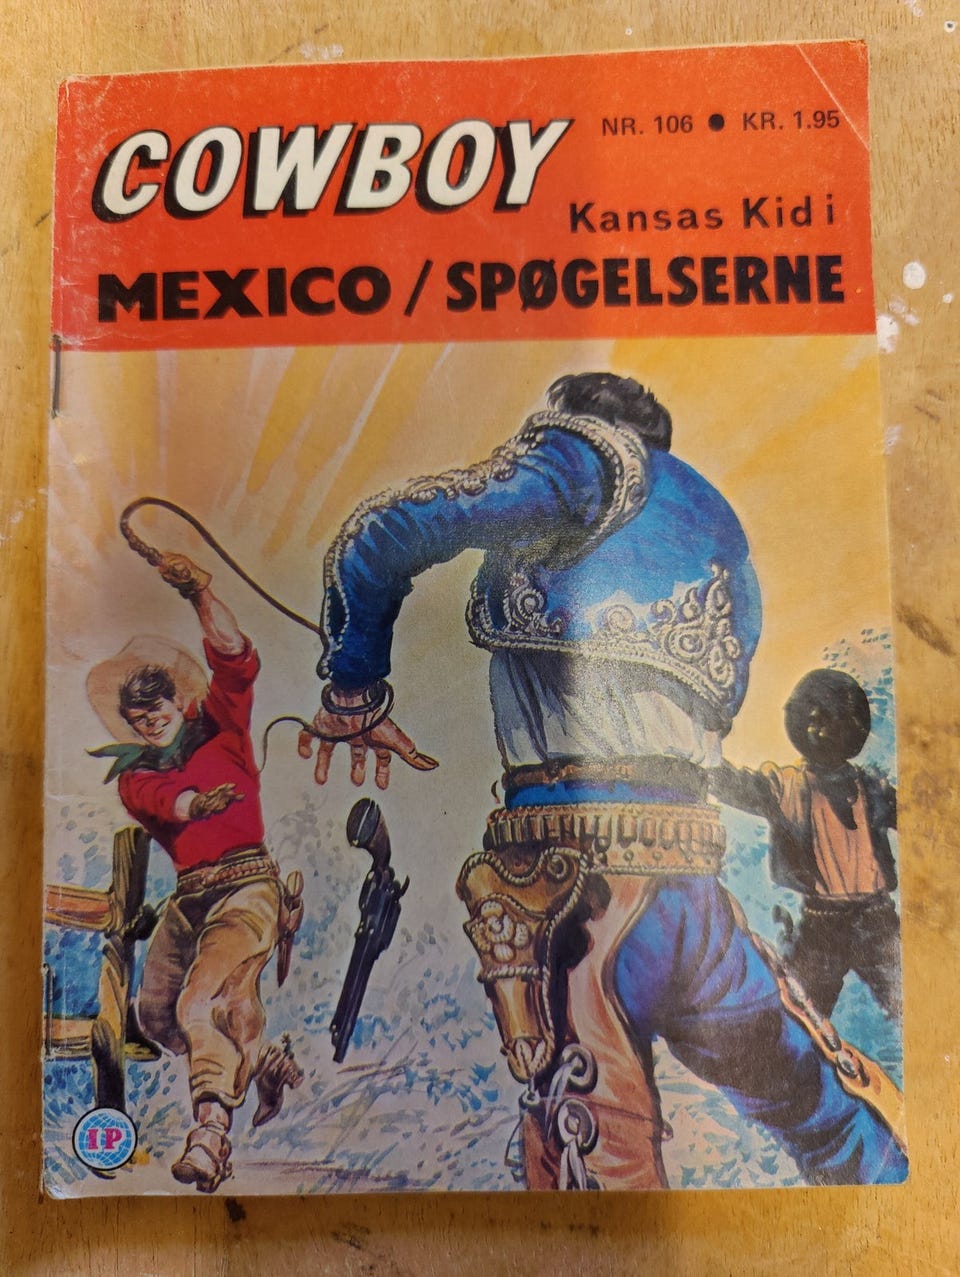 COWBOY
NR. 106 ● KR. 1.95
Kansas Kid i
MEXICO / SPØGELSERNE
IP